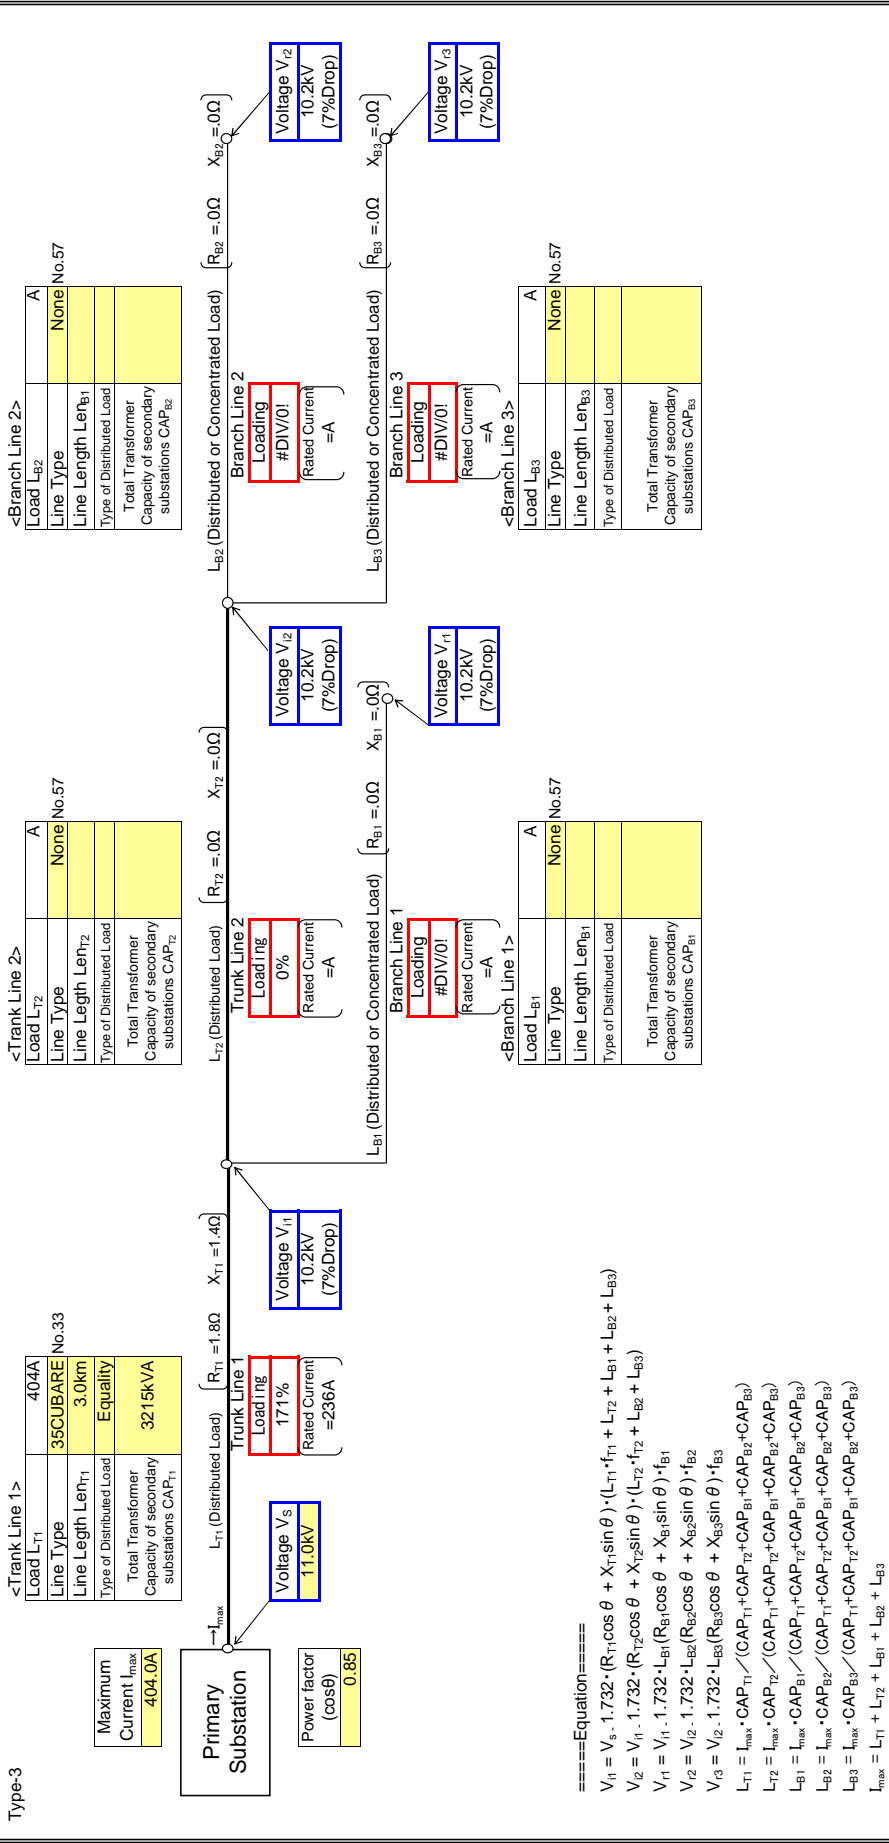 Type-3
Maximum
Current Imax
404.0A
Primary
Substation
Power factor
(cosθ)
0.85
→Imax
Voltage VS
11.0kV
<Trank Line 1>
Load LT1 404A
Line Type 35CUBARE No.33
Line Legth LenT1 3.0km
Type of Distributed Load Equality
Total Transformer
Capacity of secondary
substations CAPT1
3215kVA
LT1 (Distributed Load)
RT1 =1.8Ω XT1 =1.4Ω
Trunk Line 1
Loading
171%
Rated Current
=236A
Voltage Vi1
10.2kV
(7%Drop)
<Trank Line 2>
Load LT2 A
Line Type None No.57
Line Legth LenT2
Type of Distributed Load
Total Transformer
Capacity of secondary
substations CAPT2
LT2 (Distributed Load)
RT2 =.0Ω XT2 =.0Ω
Trunk Line 2
Loading
0%
Rated Current
=A
Voltage Vi2
10.2kV
(7%Drop)
LB1 (Distributed or Concentrated Load)
RB1 =.0Ω XB1 =.0Ω
Branch Line 1
Loading
#DIV/0!
Rated Current
=A
Voltage Vr1
10.2kV
(7%Drop)
<Branch Line 1>
Load LB1 A
Line Type None No.57
Line Length LenB1
Type of Distributed Load
Total Transformer
Capacity of secondary
substations CAPB1
<Branch Line 2>
Load LB2 A
Line Type None No.57
Line Length LenB1
Type of Distributed Load
Total Transformer
Capacity of secondary
substations CAPB2
LB2 (Distributed or Concentrated Load)
RB2 =.0Ω XB2 =.0Ω
Branch Line 2
Loading
#DIV/0!
Rated Current
=A
Voltage Vr2
10.2kV
(7%Drop)
LB3 (Distributed or Concentrated Load)
RB3 =.0Ω XB3 =.0Ω
Branch Line 3
Loading
#DIV/0!
Rated Current
=A
Voltage Vr3
10.2kV
(7%Drop)
<Branch Line 3>
Load LB3 A
Line Type None No.57
Line Length LenB3
Type of Distributed Load
Total Transformer
Capacity of secondary
substations CAPB3
=====Equation=====
Vi1 = Vs - 1.732・(RT1cos θ + XT1sin θ)・(LT1・fT1 + LT2 + LB1 + LB2 + LB3)
Vi2 = Vi1 - 1.732・(RT2cos θ + XT2sin θ)・(LT2・fT2 + LB2 + LB3)
Vr1 = Vi1 - 1.732・LB1(RB1cos θ + XB1sin θ)・fB1
Vr2 = Vi2 - 1.732・LB2(RB2cos θ + XB2sin θ)・fB2
Vr3 = Vi2 - 1.732・LB3(RB3cos θ + XB3sin θ)・fB3
LT1 = Imax・CAPT1／(CAPT1+CAPT2+CAPB1+CAPB2+CAPB3)
LT2 = Imax・CAPT2／(CAPT1+CAPT2+CAPB1+CAPB2+CAPB3)
LB1 = Imax・CAPB1／(CAPT1+CAPT2+CAPB1+CAPB2+CAPB3)
LB2 = Imax・CAPB2／(CAPT1+CAPT2+CAPB1+CAPB2+CAPB3)
LB3 = Imax・CAPB3／(CAPT1+CAPT2+CAPB1+CAPB2+CAPB3)
Imax = LT1 + LT2 + LB1 + LB2 + LB3